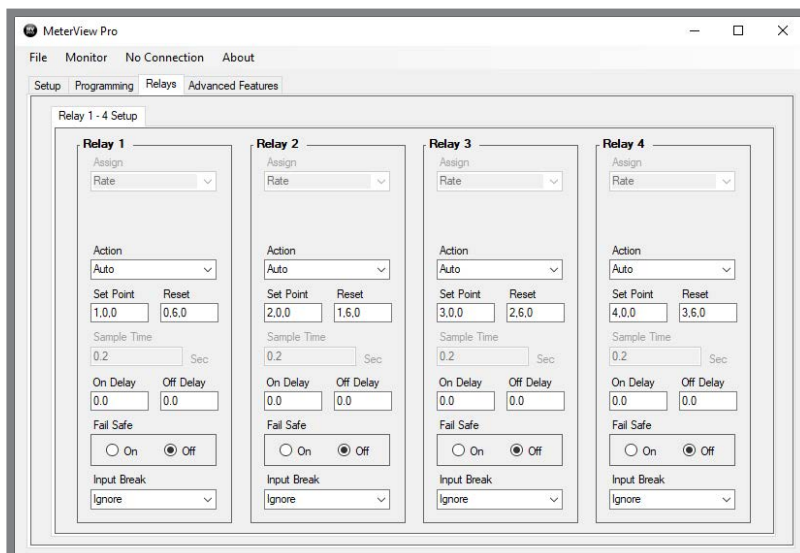 MeterView Pro
File Monitor No Connection About
Setup Programming Relays Advanced Features
Relay 1 - 4 Setup
Relay 1
Assign
Rate
Action
Auto
Set Point Reset
1,0,0 0,6,0
Sample Time
0.2 Sec
On Delay Off Delay
0.0 0.0
Fail Safe
On Off
Input Break
Ignore
Relay 2
Assign
Rate
Action
Auto
Set Point Reset
2,0,0 1,6,0
Sample Time
0.2 Sec
On Delay Off Delay
0.0 0.0
Fail Safe
On Off
Input Break
Ignore
Relay 3
Assign
Rate
Action
Auto
Set Point Reset
3,0,0 2,6,0
Sample Time
0.2 Sec
On Delay Off Delay
0.0 0.0
Fail Safe
On Off
Input Break
Ignore
Relay 4
Assign
Rate
Action
Auto
Set Point Reset
4,0,0 3,6,0
Sample Time
0.2 Sec
On Delay Off Delay
0.0 0.0
Fail Safe
On Off
Input Break
Ignore